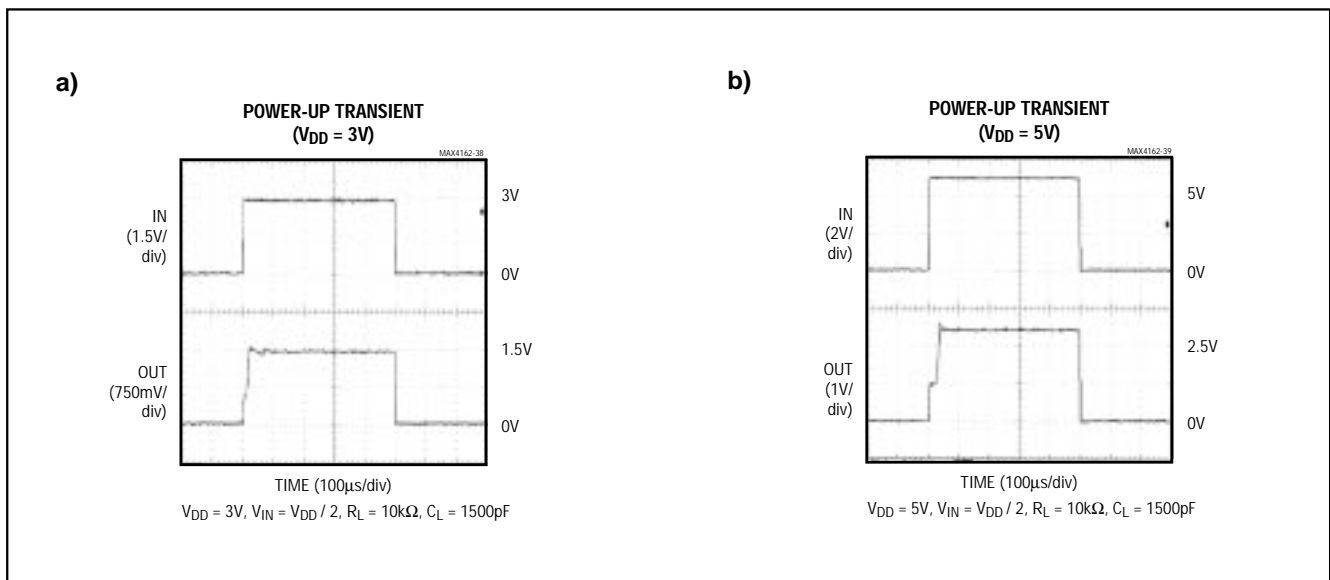 a)
POWER-UP TRANSIENT
(VDD = 3V)
MAX4162-38
IN
(1.5V/
div)
3V
0V
OUT
(750mV/
div)
1.5V
0V
TIME (100µs/div)
VDD = 3V, VIN = VDD / 2, RL = 10kΩ, CL = 1500pF
b)
POWER-UP TRANSIENT
(VDD = 5V)
MAX4162-39
IN
(2V/
div)
5V
0V
OUT
(1V/
div)
2.5V
0V
TIME (100µs/div)
VDD = 5V, VIN = VDD / 2, RL = 10kΩ, CL = 1500pF